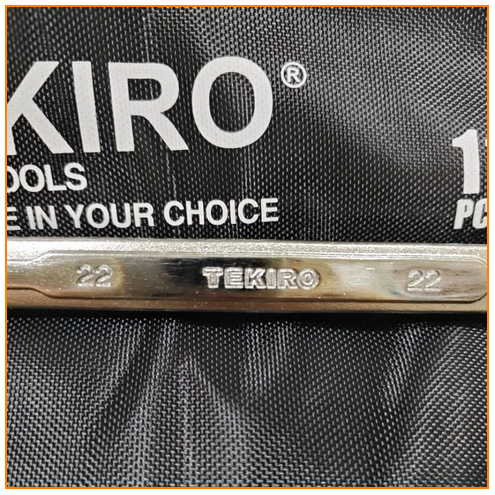 KIRO®
OOLS
E IN YOUR CHOICE
1
PC
22 TEKIRO 22